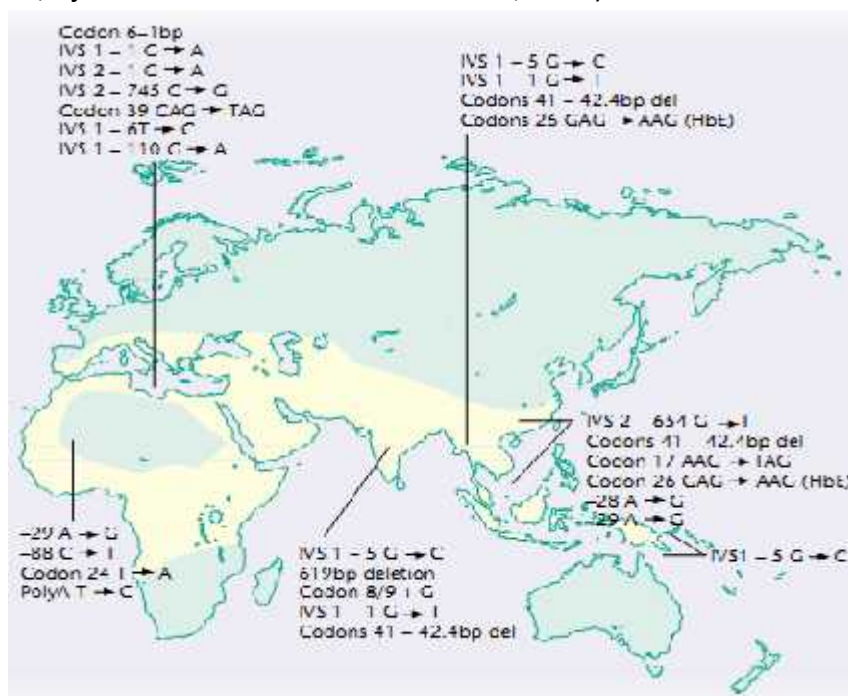 Codon 6–1bp
IVS 1 – 1 G → A
IVS 2 – 1 G → A
IVS 2 – 745 C → G
Codon 39 CAG → TAG
IVS 1 – 6T → C
IVS 1 – 110 G → A
IVS 1 – 5 G → C
IVS 1 – 1 G → T
Codons 41 – 42.4bp del
Codons 26 GAG → AAG (HbE)
IVS 2 – 654 G → T
Codons 41 – 42.4bp del
Codon 17 AAG → TAG
Codon 26 GAG → AAG (HbE)
–28 A → G
–29 A → G
IVS1 – 5 G → C
–29 A → G
–88 C → T
Codon 24 T → A
PolyA T → C
IVS 1 – 5 G → C
619bp deletion
Codon 8/9 + G
IVS 1 – 1 G → T
Codons 41 – 42.4bp del